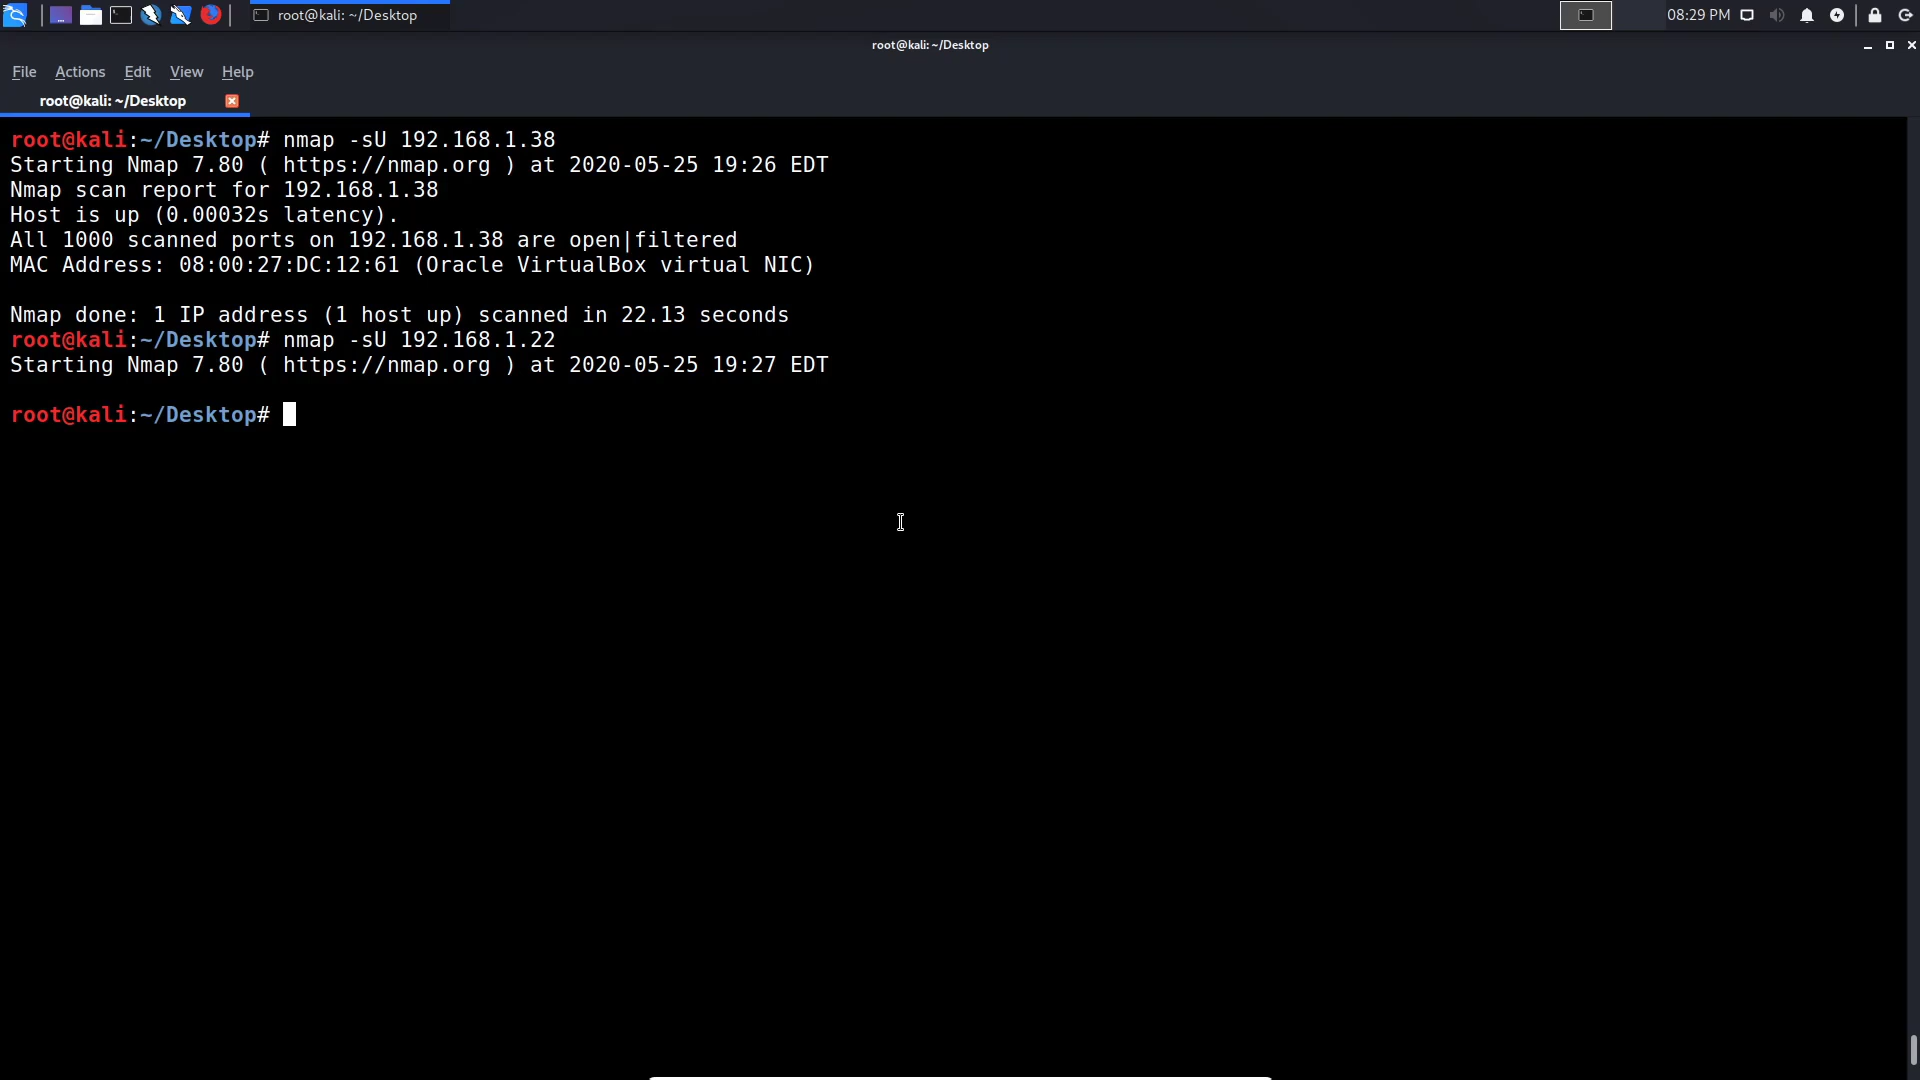 root@kali: ~/Desktop
08:29 PM
root@kali: ~/Desktop
File Actions Edit View Help
root@kali: ~/Desktop
root@kali:~/Desktop# nmap -sU 192.168.1.38
Starting Nmap 7.80 ( https://nmap.org ) at 2020-05-25 19:26 EDT
Nmap scan report for 192.168.1.38
Host is up (0.00032s latency).
All 1000 scanned ports on 192.168.1.38 are open|filtered
MAC Address: 08:00:27:DC:12:61 (Oracle VirtualBox virtual NIC)
Nmap done: 1 IP address (1 host up) scanned in 22.13 seconds
root@kali:~/Desktop# nmap -sU 192.168.1.22
Starting Nmap 7.80 ( https://nmap.org ) at 2020-05-25 19:27 EDT
root@kali:~/Desktop#